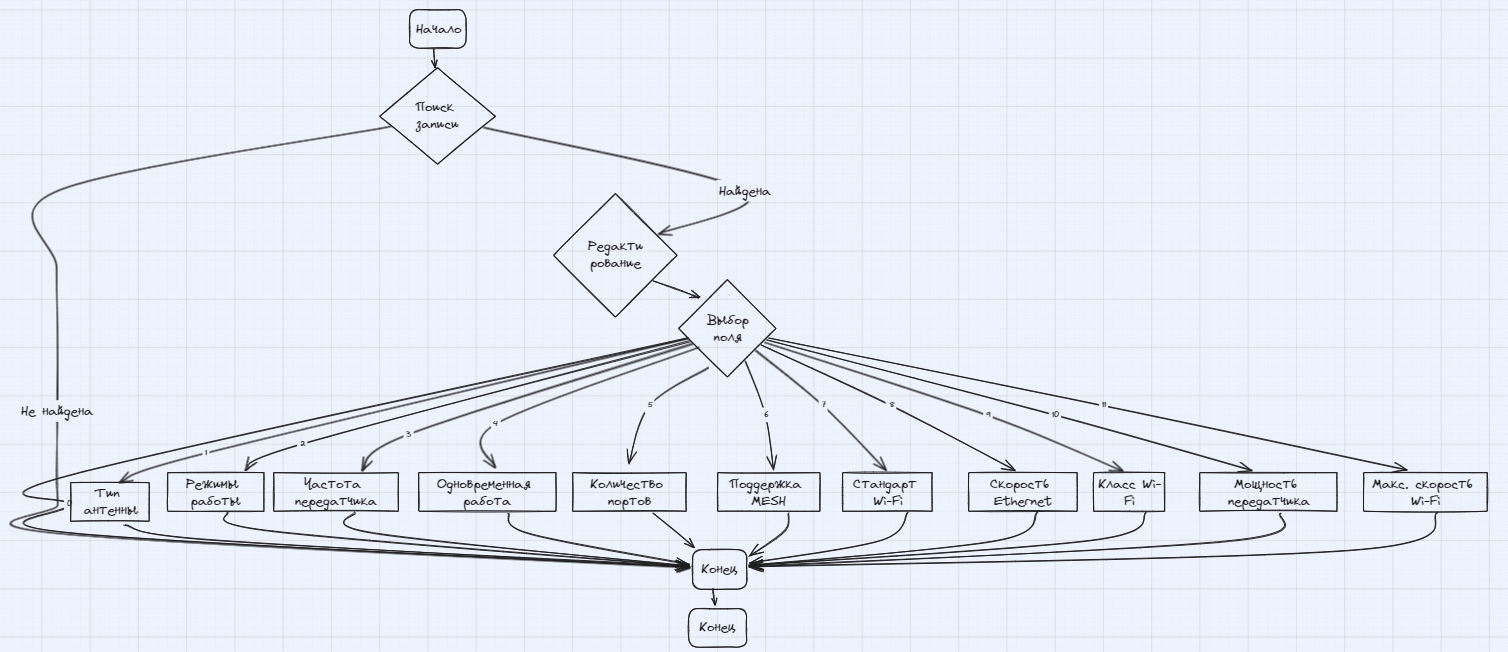 Начало
Поиск
записи
Найдена
Редакти
рование
Выбор
поля
Не найдена
0
1
2
3
4
5
6
7
8
9
10
11
Тип
антенны
Режимы
работы
Частота
передатчика
Одновременная
работа
Количество
портов
Поддержка
MESH
Стандарт
Wi-Fi
Скорость
Ethernet
Класс Wi-
Fi
Мощность
передатчика
Макс. скорость
Wi-Fi
Конец
Конец